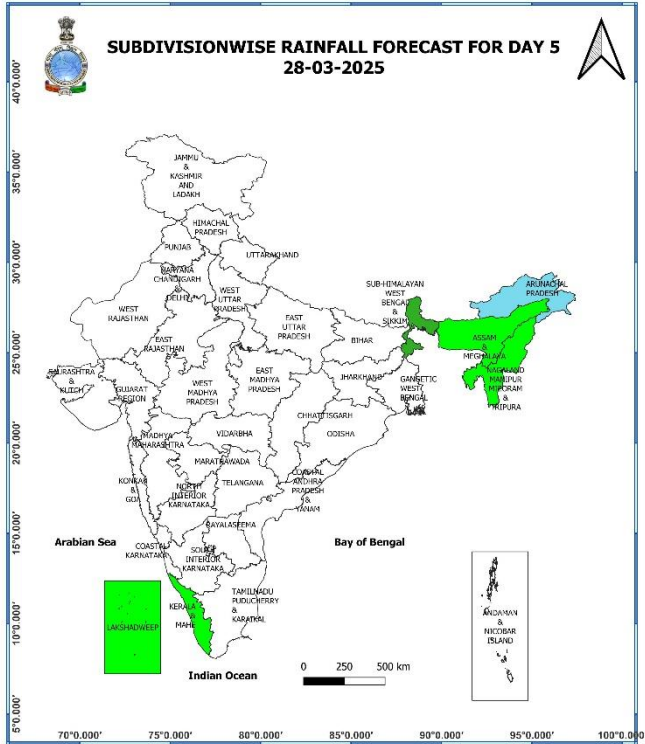 SUBDIVISIONWISE RAINFALL FORECAST FOR DAY 5
28-03-2025
40°0.000'
35°0.000'
30°0.000'
25°0.000'
20°0.000'
15°0.000'
10°0.000'
5°0.000'
JAMMU
&
KASHMIR
AND
LADAKH
HIMACHAL
PRADESH
PUNJAB
UTTARAKHAND
HARYANA
CHANDIGARH
&
DELHI
WEST
UTTAR
PRADESH
WEST
RAJASTHAN
EAST
RAJASTHAN
EAST
UTTAR
PRADESH
BIHAR
SUB-HIMALAYAN
WEST
BENGAL
&
SIKKIM
ARUNACHAL
PRADESH
ASSAM
&
MEGHALAYA
NAGALAND
MANIPUR
MIZORAM
&
TRIPURA
SAURASHTRA
&
KUTCH
GUJARAT
REGION
WEST
MADHYA
PRADESH
EAST
MADHYA
PRADESH
JHARKHAND
GANGETIC
WEST
BENGAL
CHHATTISGARH
ODISHA
MADHYA
MAHARASHTRA
VIDARBHA
MARATHWADA
KONKAN
&
GOA
TELANGANA
COASTAL
ANDHRA
PRADESH
&
YANAM
NORTH
INTERIOR
KARNATAKA
RAYALASEEMA
COASTAL
KARNATAKA
SOUTH
INTERIOR
KARNATAKA
Arabian Sea
Bay of Bengal
LAKSHADWEEP
KERALA
&
MAHE
TAMILNADU
PUDUCHERRY
&
KARAIKAL
ANDAMAN
&
NICOBAR
ISLAND
Indian Ocean
0 250 500 km
70°0.000' 75°0.000' 80°0.000' 85°0.000' 90°0.000' 95°0.000' 100°0.000'